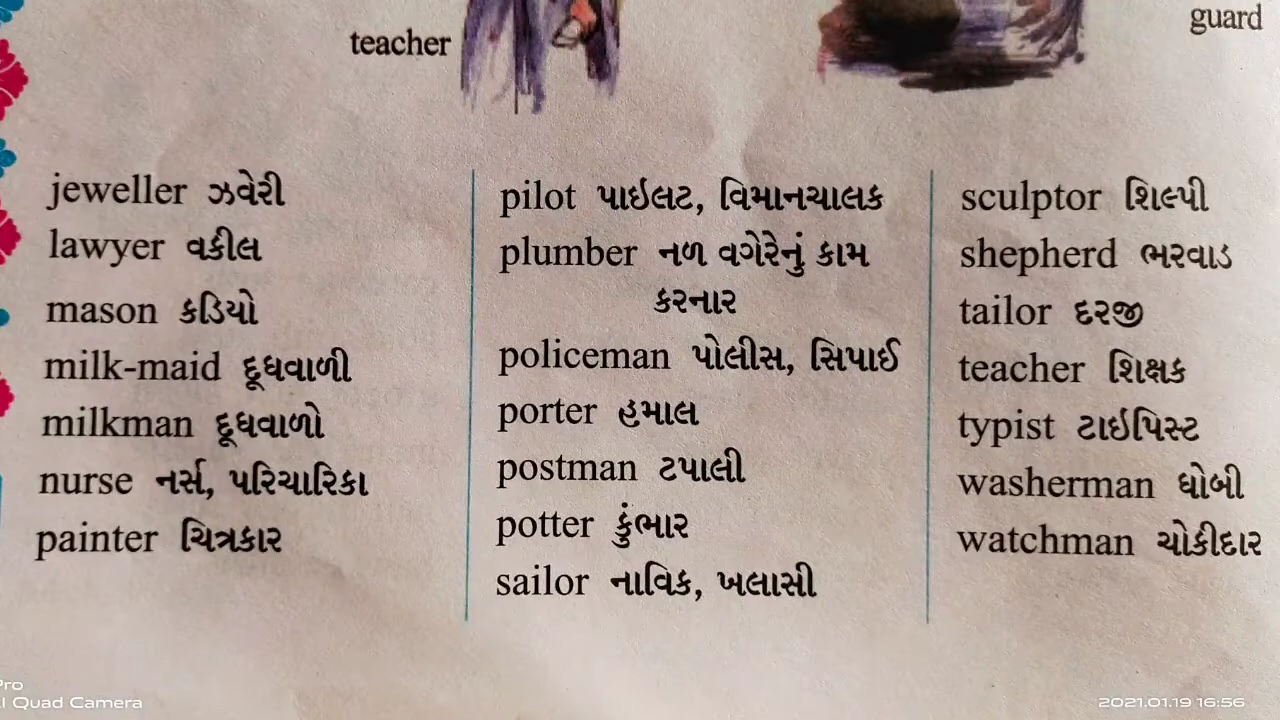 teacher
guard
jeweller ઝવેરી
lawyer વકીલ
mason કડિયો
milk-maid દૂધવાળી
milkman દૂધવાળો
nurse નર્સ, પરિચારિકા
painter ચિત્રકાર
pilot પાઇલટ, વિમાનચાલક
plumber નળ વગેરેનું કામ
કરનાર
policeman પોલીસ, સિપાઈ
porter હમાલ
postman ટપાલી
potter કુંભાર
sailor નાવિક, ખલાસી
sculptor શિલ્પી
shepherd ભરવાડ
tailor દરજી
teacher શિક્ષક
typist ટાઇપિસ્ટ
washerman ધોબી
watchman ચોકીદાર
Quad Camera
2021.01.19 16:56